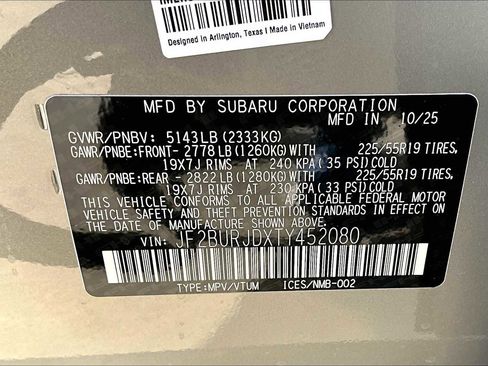 Designed in Arlington, Texas | Made in Vietnam
MFD BY SUBARU CORPORATION 10/25
GVWR/PNBV: 5143LB (2333KG)
GAWR/PNBE:FRONT- 2778 LB (1260KG)WITH 225/55R19 TIRES,
19X7J RIMS AT 240 KPA (35 PSI)COLD
GAWR/PNBE:REAR - 2822 LB (1280KG)WITH 225/55R19 TIRES,
19X7J RIMS AT 230 KPA (33 PSI)COLD
THIS VEHICLE CONFORMS TO ALL APPLICABLE FEDERAL MOTOR
VEHICLE SAFETY AND THEFT PREVENTION STANDARDS IN EFFECT
ON THE DATE OF MANUFACTURE SHOWN ABOVE.
VIN: JF2BURJDXTY452080
TYPE:MPV/VTUM ICES/NMB-002